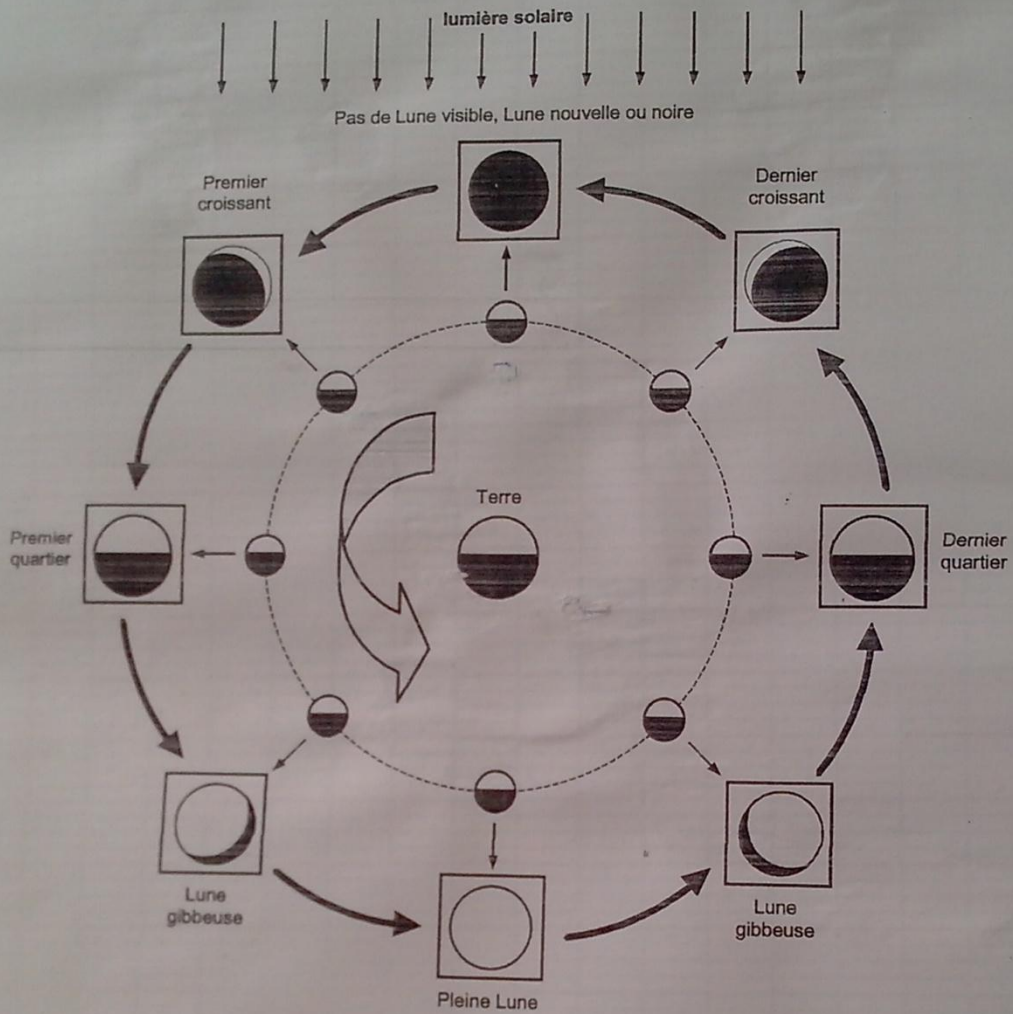 lumière solaire
Pas de Lune visible, Lune nouvelle ou noire
Premier
croissant
Dernier
croissant
Terre
Premier
quartier
Dernier
quartier
Lune
gibbeuse
Lune
gibbeuse
Pleine Lune